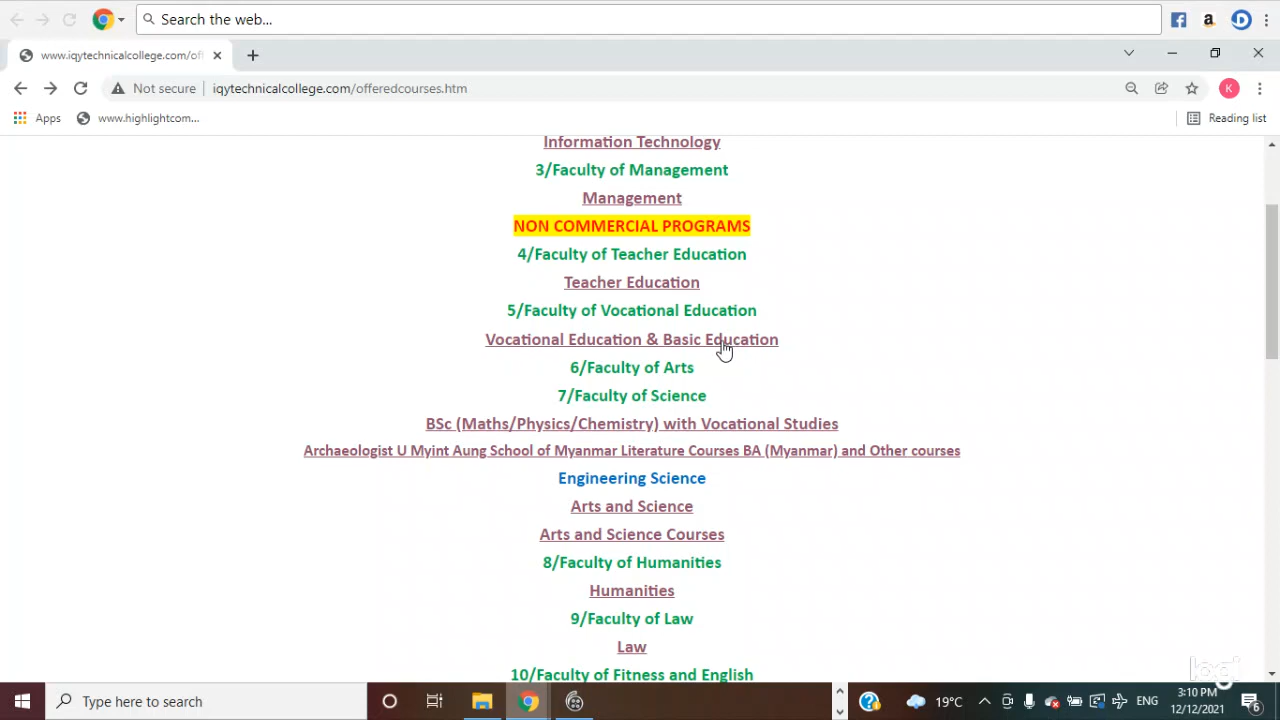 Search the web...
www.iqytechnicalcollege.com/off
Not secure
iqytechnicalcollege.com/offeredcourses.htm
K
Apps
www.highlightcom...
Reading list
Information Technology
3/Faculty of Management
Management
NON COMMERCIAL PROGRAMS
4/Faculty of Teacher Education
Teacher Education
5/Faculty of Vocational Education
Vocational Education & Basic Education
6/Faculty of Arts
7/Faculty of Science
BSc (Maths/Physics/Chemistry) with Vocational Studies
Archaeologist U Myint Aung School of Myanmar Literature Courses BA (Myanmar) and Other courses
Engineering Science
Arts and Science
Arts and Science Courses
8/Faculty of Humanities
Humanities
9/Faculty of Law
Law
10/Faculty of Fitness and English
Type here to search
19°C
ENG
3:10 PM
12/12/2021
6